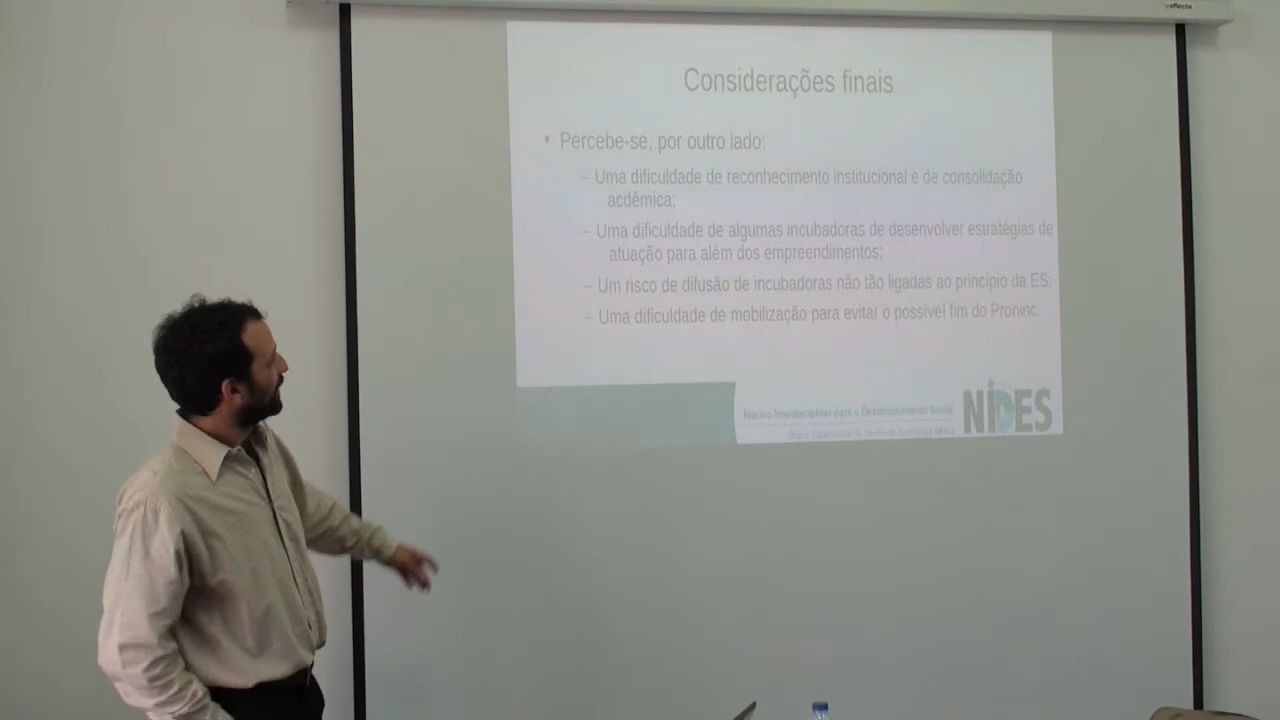 reflecta
Considerações finais
• Percebe-se, por outro lado:
– Uma dificuldade de reconhecimento institucional e de consolidação
acdêmica;
– Uma dificuldade de algumas incubadoras de desenvolver estratégias de
atuação para além dos empreendimentos;
– Um risco de difusão de incubadoras não tão ligadas ao princípio da ES;
– Uma dificuldade de mobilização para evitar o possível fim do Proninc.
Núcleo Interdisciplinar para o Desenvolvimento Social
NIDES